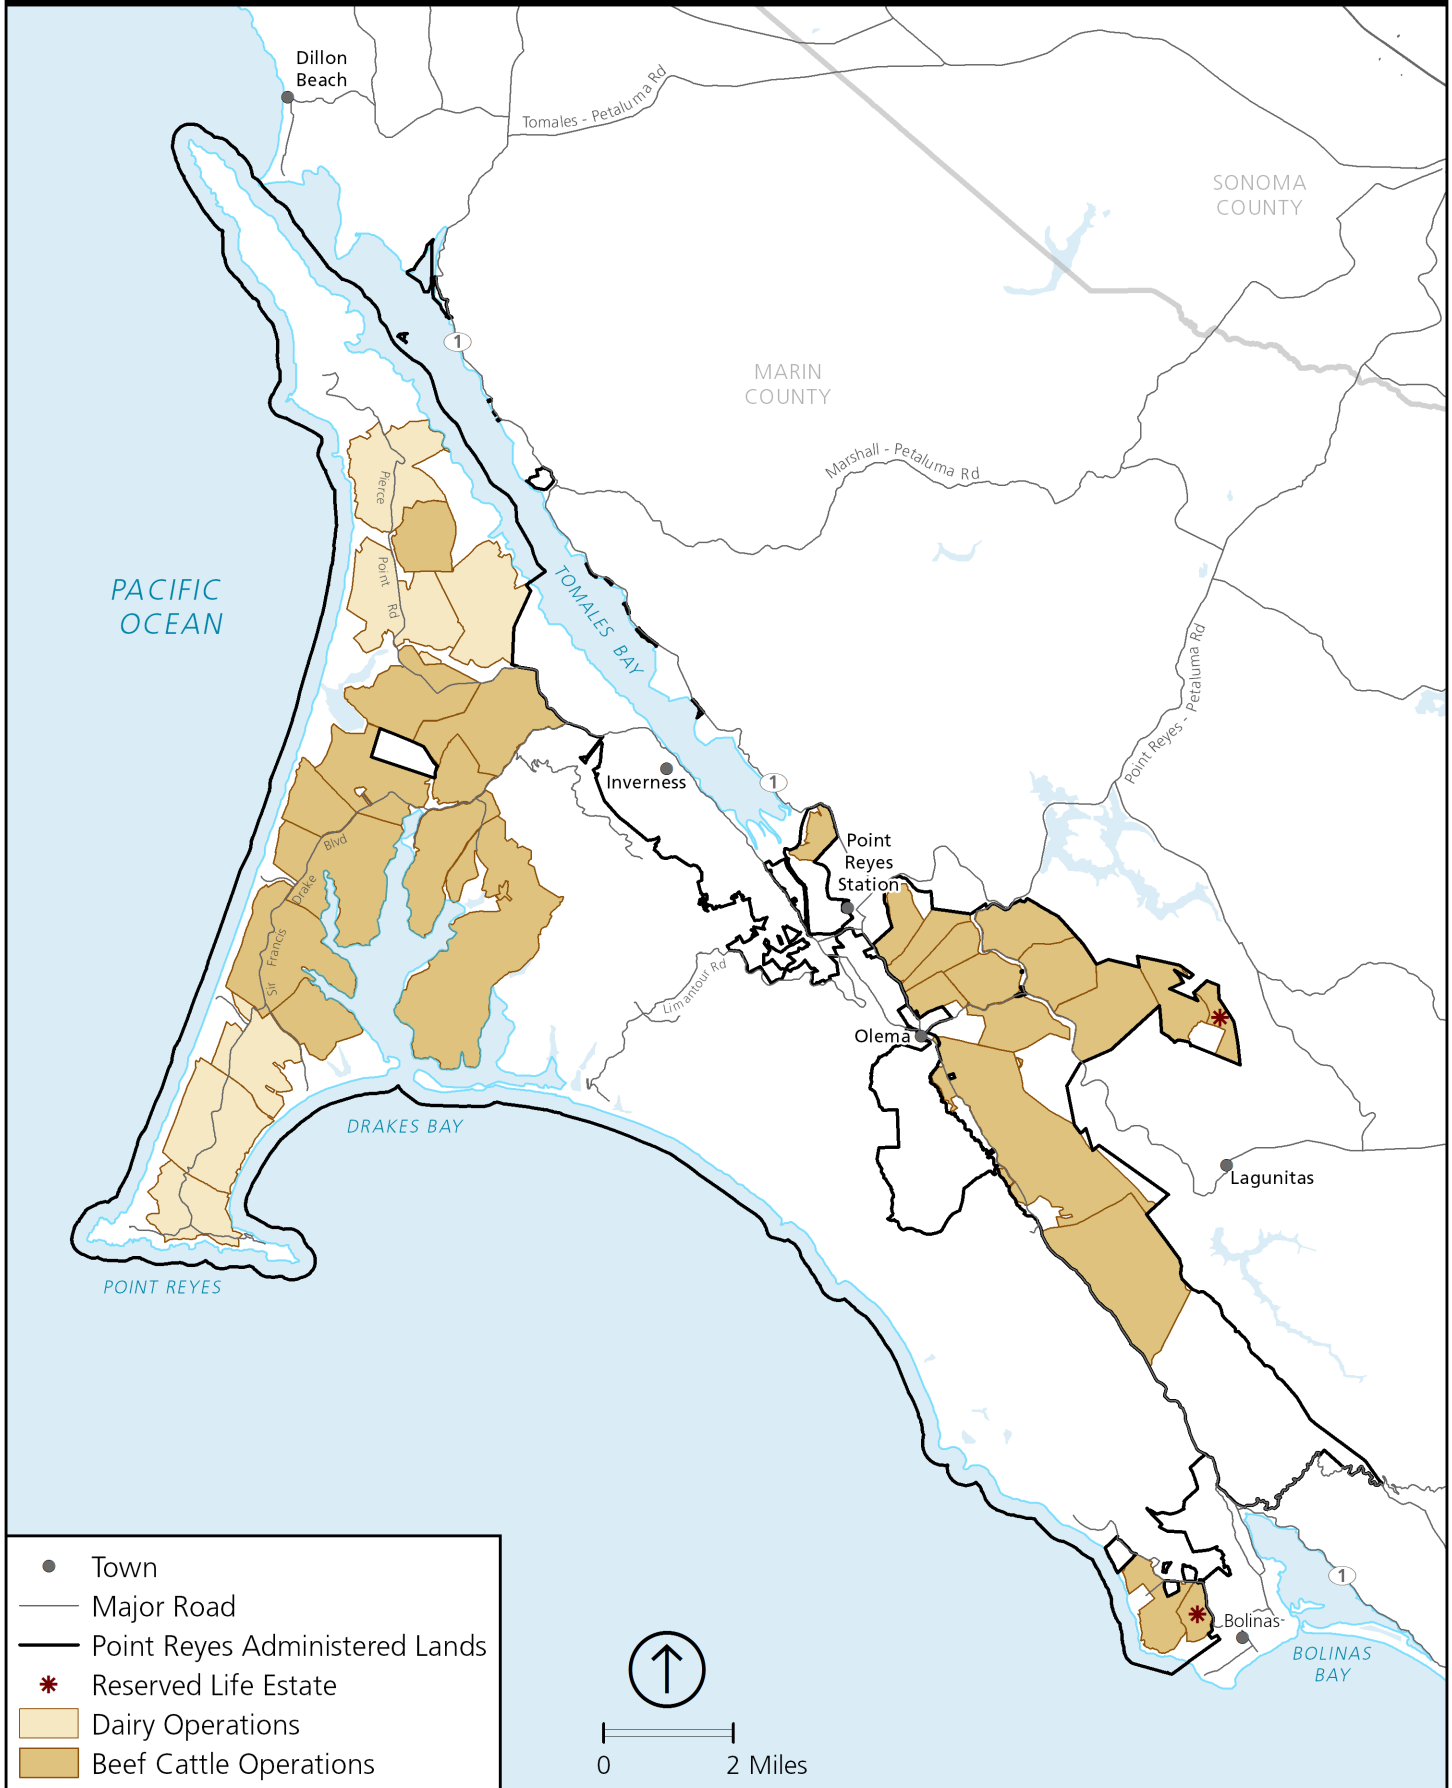 Dillon
Beach
Tomales - Petaluma Rd
SONOMA
COUNTY
1
MARIN
COUNTY
Marshall - Petaluma Rd
Pierce
Point
Rd
PACIFIC
OCEAN
TOMALES BAY
Point Reyes - Petaluma Rd
Inverness
1
Point
Reyes
Station
Blvd
Drake
Francis
Sir
Limantour Rd
Olema
DRAKES BAY
Lagunitas
POINT REYES
1
Bolinas
BOLINAS
BAY
Town
Major Road
Point Reyes Administered Lands
Reserved Life Estate
Dairy Operations
Beef Cattle Operations
0 2 Miles